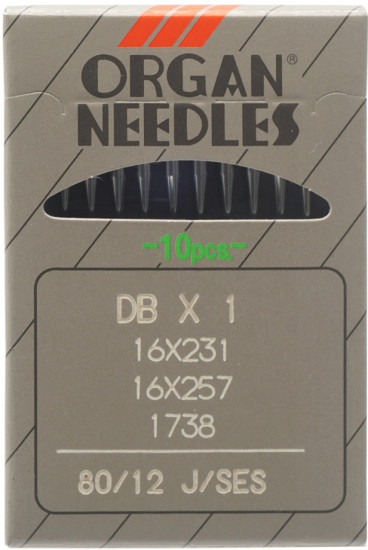 ORGAN®
NEEDLES
-10pcs.-
DB X 1
16X231
16X257
1738
80/12 J/SES